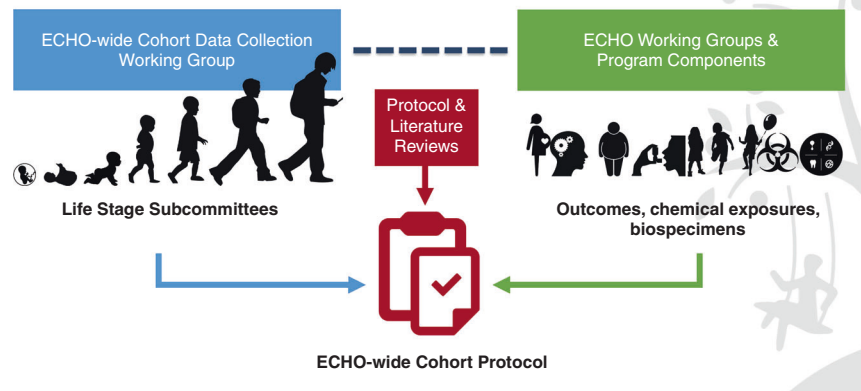 ECHO-wide Cohort Data Collection
Working Group
ECHO Working Groups &
Program Components
Protocol &
Literature
Reviews
Life Stage Subcommittees
Outcomes, chemical exposures,
biospecimens
ECHO-wide Cohort Protocol